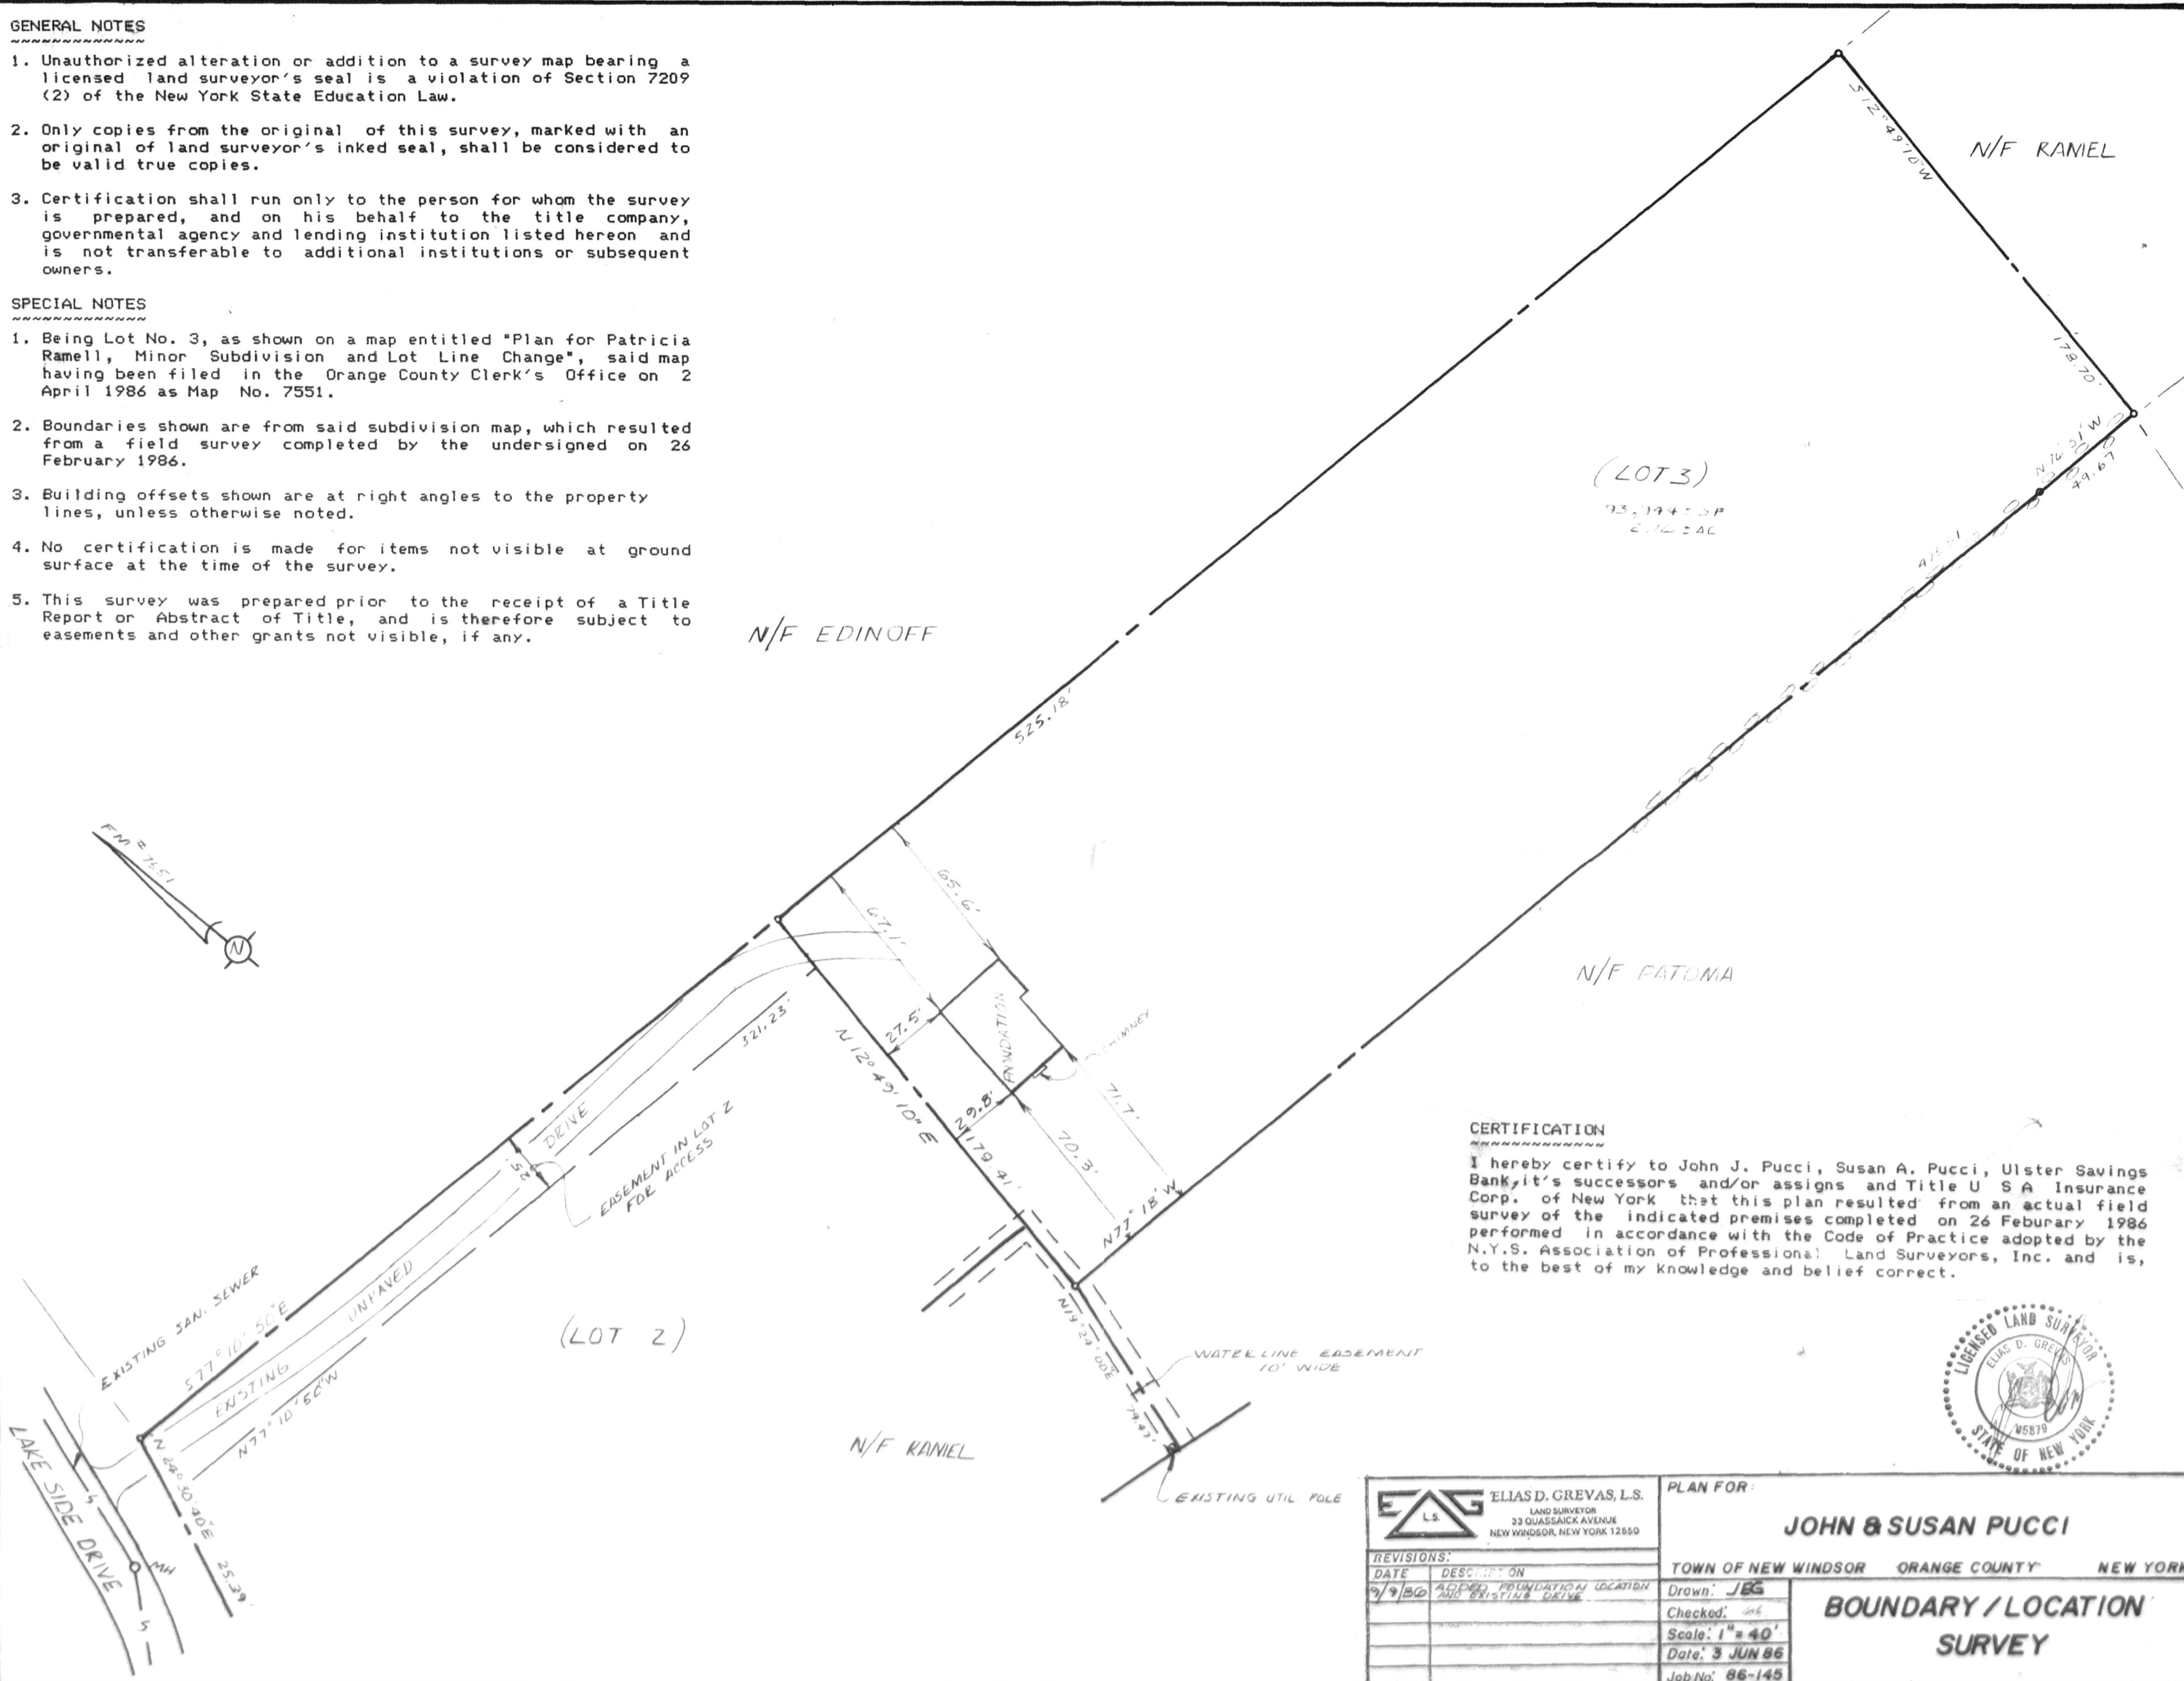 GENERAL NOTES
1. Unauthorized alteration or addition to a survey map bearing a
licensed land surveyor's seal is a violation of Section 7209
(2) of the New York State Education Law.
2. Only copies from the original of this survey, marked with an
original of land surveyor's inked seal, shall be considered to
be valid true copies.
3. Certification shall run only to the person for whom the survey
is prepared, and on his behalf to the title company,
governmental agency and lending institution listed hereon and
is not transferable to additional institutions or subsequent
owners.
SPECIAL NOTES
1. Being Lot No. 3, as shown on a map entitled "Plan for Patricia
Ramell, Minor Subdivision and Lot Line Change", said map
having been filed in the Orange County Clerk's Office on 2
April 1986 as Map No. 7551.
2. Boundaries shown are from said subdivision map, which resulted
from a field survey completed by the undersigned on 26
February 1986.
3. Building offsets shown are at right angles to the property
lines, unless otherwise noted.
4. No certification is made for items not visible at ground
surface at the time of the survey.
5. This survey was prepared prior to the receipt of a Title
Report or Abstract of Title, and is therefore subject to
easements and other grants not visible, if any.
S 12° 49' 10" W
N/F RANIEL
178.70'
49.67
(LOT 3)
N/F EDINOFF
525.18'
FM # 7551
N
65.6'
67.1'
27.5'
FOUNDATION
CHIMNEY
N/F PATOMA
321.23'
N 12° 49' 10" E
29.8'
179.41'
71.7'
70.3'
N77° 18' W
DRIVE
25'
EASEMENT IN LOT 2
FOR ACCESS
UNPAVED
EXISTING
S77° 10' 50" E
N77° 10' 50" W
EXISTING SAN. SEWER
(LOT 2)
N19° 24' 00" E
79.47'
WATER LINE EASEMENT
10' WIDE
N/F RANIEL
EXISTING UTIL POLE
N 24° 30' 40" E
25.39'
LAKE SIDE DRIVE
MH
S
S
CERTIFICATION
I hereby certify to John J. Pucci, Susan A. Pucci, Ulster Savings
Bank, it's successors and/or assigns and Title U S A Insurance
Corp. of New York that this plan resulted from an actual field
survey of the indicated premises completed on 26 Feburary 1986
performed in accordance with the Code of Practice adopted by the
N.Y.S. Association of Professional Land Surveyors, Inc. and is,
to the best of my knowledge and belief correct.
LICENSED LAND SURVEYOR
ELIAS D. GREVAS
STATE OF NEW YORK
EDG
L.S.
ELIAS D. GREVAS, L.S.
LAND SURVEYOR
33 QUASSAICK AVENUE
NEW WINDSOR, NEW YORK 12550
REVISIONS:
DATE DESCRIPTION
9/9/86 ADDED FOUNDATION LOCATION
AND EXISTING DRIVE
PLAN FOR:
JOHN & SUSAN PUCCI
TOWN OF NEW WINDSOR ORANGE COUNTY NEW YORK
Drawn: JEG
Checked:
Scale: 1" = 40'
Date: 3 JUN 86
Job No: 86-145
BOUNDARY / LOCATION
SURVEY